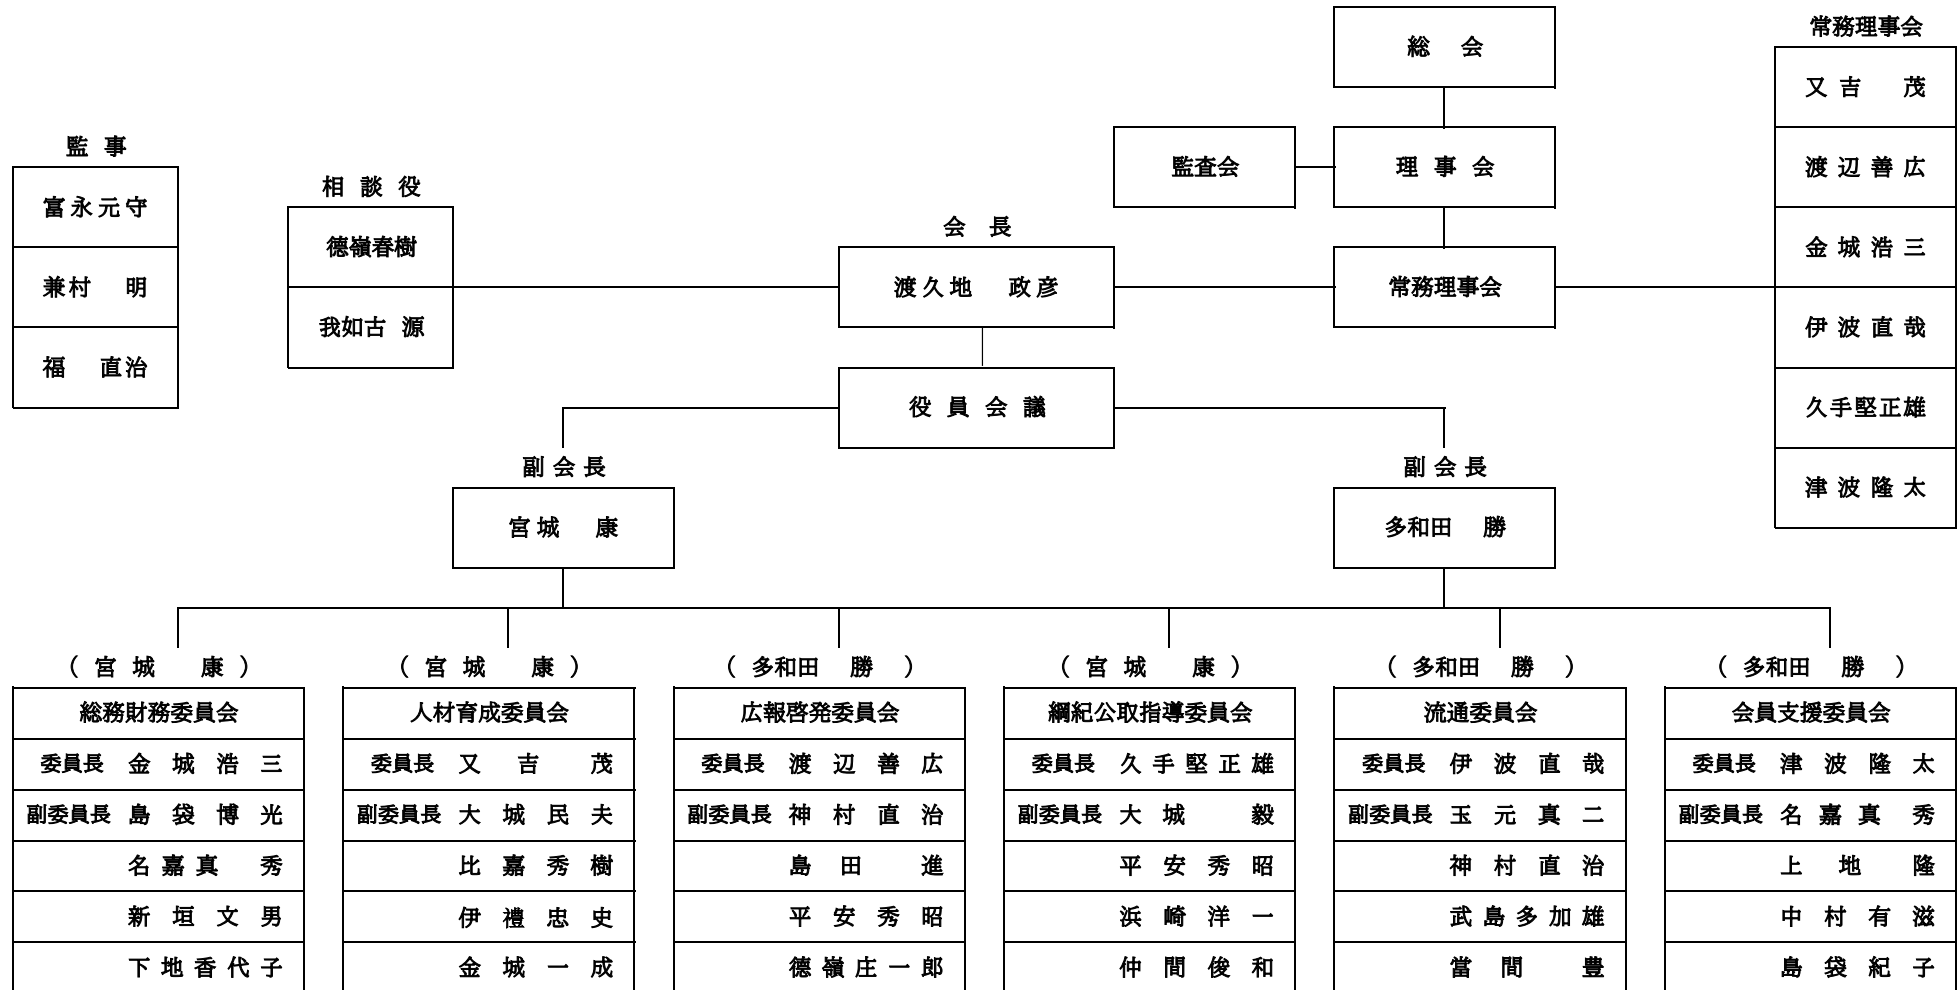 総 会
監査会
理 事 会
常務理事会
常務理事会
又 吉 茂
渡 辺 善 広
金 城 浩 三
伊 波 直 哉
久手堅正雄
津 波 隆 太
監 事
富永元守
兼村 明
福 直治
相 談 役
徳嶺春樹
我如古 源
会 長
渡久地 政彦
役 員 会 議
副 会 長
宮城 康
副 会 長
多和田 勝
（ 宮 城 康 ）
総務財務委員会
委員長 金 城 浩 三
副委員長 島 袋 博 光
名 嘉 真 秀
新 垣 文 男
下 地 香 代 子
（ 宮 城 康 ）
人材育成委員会
委員長 又 吉 茂
副委員長 大 城 民 夫
比 嘉 秀 樹
伊 禮 忠 史
金 城 一 成
（ 多和田 勝 ）
広報啓発委員会
委員長 渡 辺 善 広
副委員長 神 村 直 治
島 田 進
平 安 秀 昭
徳 嶺 庄 一 郎
（ 宮 城 康 ）
綱紀公取指導委員会
委員長 久 手 堅 正 雄
副委員長 大 城 毅
平 安 秀 昭
浜 崎 洋 一
仲 間 俊 和
（ 多和田 勝 ）
流通委員会
委員長 伊 波 直 哉
副委員長 玉 元 真 二
神 村 直 治
武 島 多 加 雄
當 間 豊
（ 多和田 勝 ）
会員支援委員会
委員長 津 波 隆 太
副委員長 名 嘉 真 秀
上 地 隆
中 村 有 滋
島 袋 紀 子